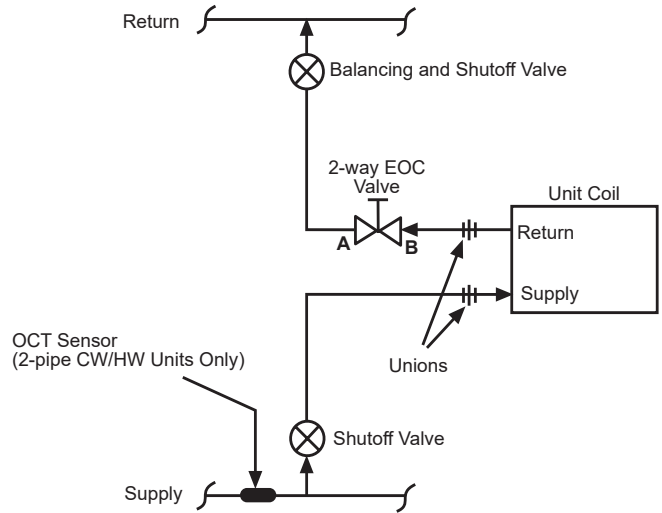 Return
Balancing and Shutoff Valve
2-way EOC
Valve
Unit Coil
A
B
Return
Supply
OCT Sensor
(2-pipe CW/HW Units Only)
Unions
Shutoff Valve
Supply